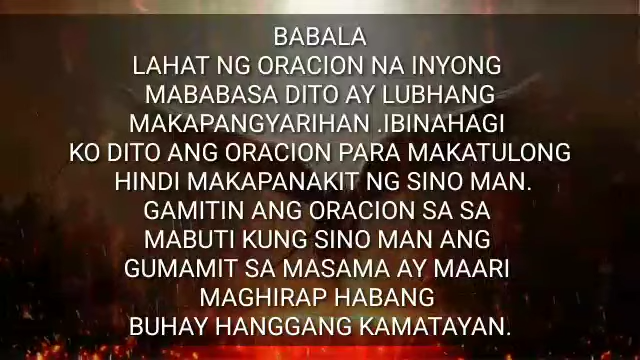 BABALA
LAHAT NG ORACION NA INYONG
MABABASA DITO AY LUBHANG
MAKAPANGYARIHAN .IBINAHAGI
KO DITO ANG ORACION PARA MAKATULONG
HINDI MAKAPANAKIT NG SINO MAN.
GAMITIN ANG ORACION SA SA
MABUTI KUNG SINO MAN ANG
GUMAMIT SA MASAMA AY MAARI
MAGHIRAP HABANG
BUHAY HANGGANG KAMATAYAN.